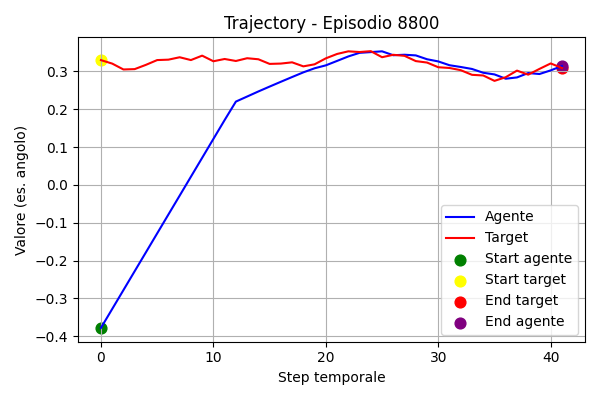 Trajectory - Episodio 8800
Valore (es. angolo)
0.3
0.2
0.1
0.0
−0.1
−0.2
−0.3
−0.4
0
10
20
30
40
Step temporale
Agente
Target
Start agente
Start target
End target
End agente